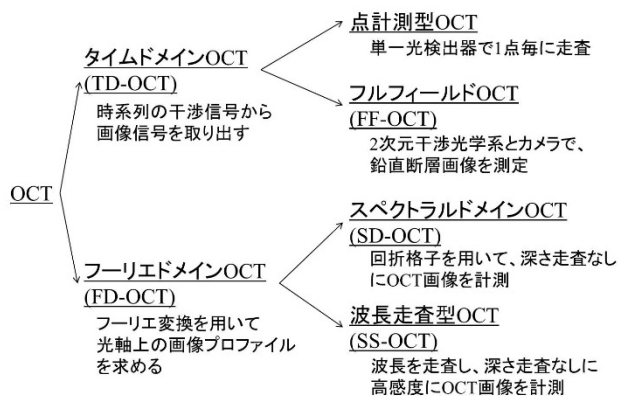 OCT
タイムドメインOCT
(TD-OCT)
時系列の干渉信号から
画像信号を取り出す
点計測型OCT
単一光検出器で1点毎に走査
フルフィールドOCT
(FF-OCT)
2次元干渉光学系とカメラで、
鉛直断層画像を測定
フーリエドメインOCT
(FD-OCT)
フーリエ変換を用いて
光軸上の画像プロファイル
を求める
スペクトラルドメインOCT
(SD-OCT)
回折格子を用いて、深さ走査なし
にOCT画像を計測
波長走査型OCT
(SS-OCT)
波長を走査し、深さ走査なしに
高感度にOCT画像を計測